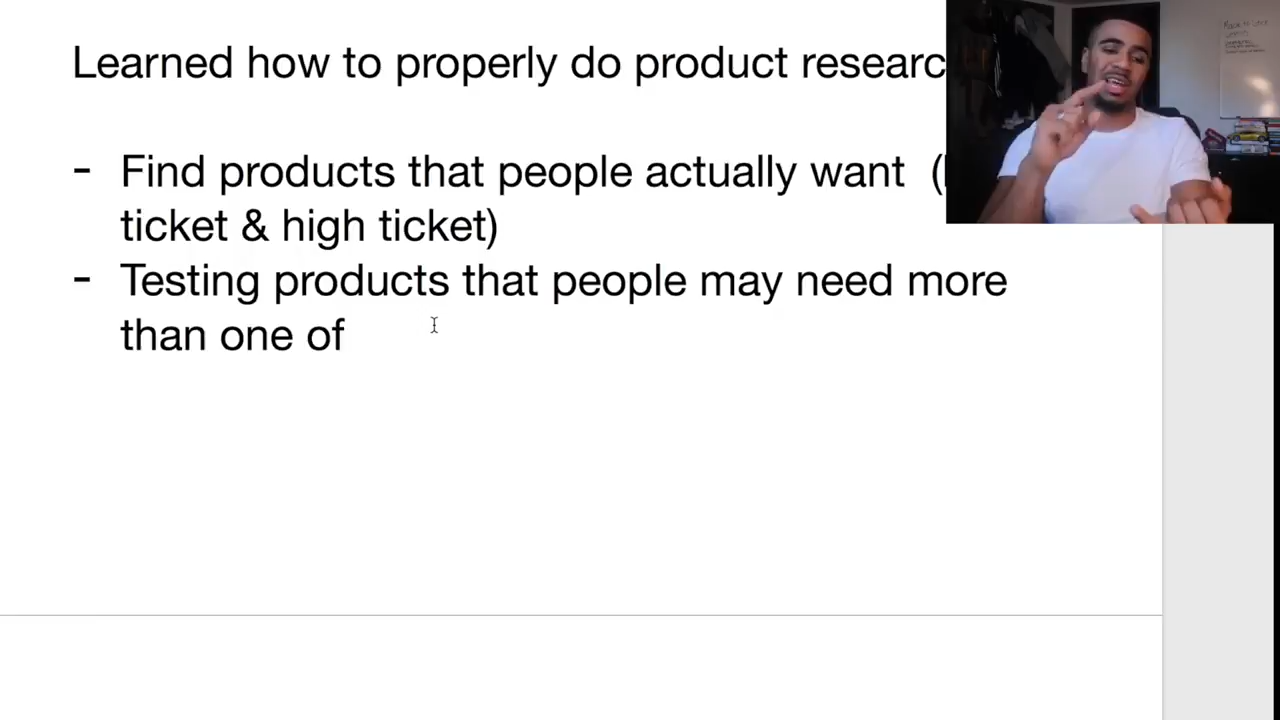 Learned how to properly do product researc
- Find products that people actually want (
ticket & high ticket)
- Testing products that people may need more
than one of